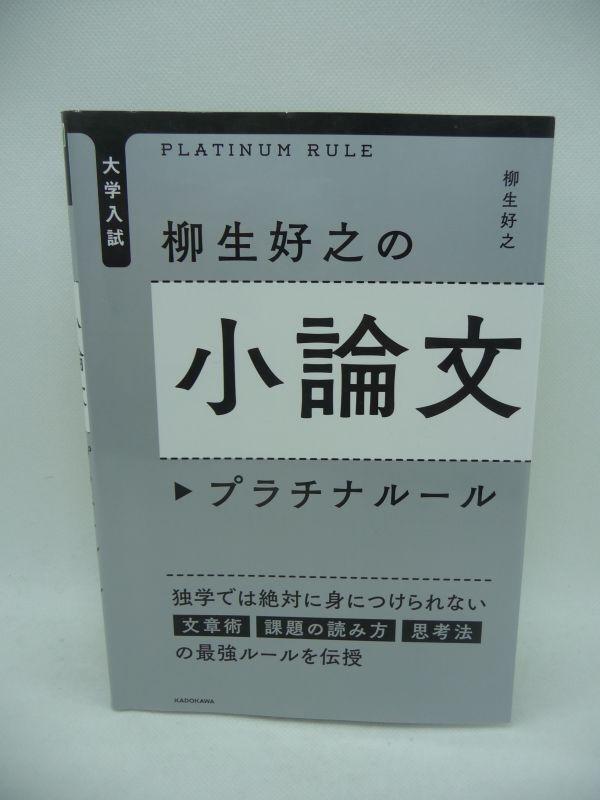 大学入試
PLATINUM RULE
柳生好之
柳生好之の
小論文
▶プラチナルール
独学では絶対に身につけられない
文章術 課題の読み方 思考法
の最強ルールを伝授
KADOKAWA